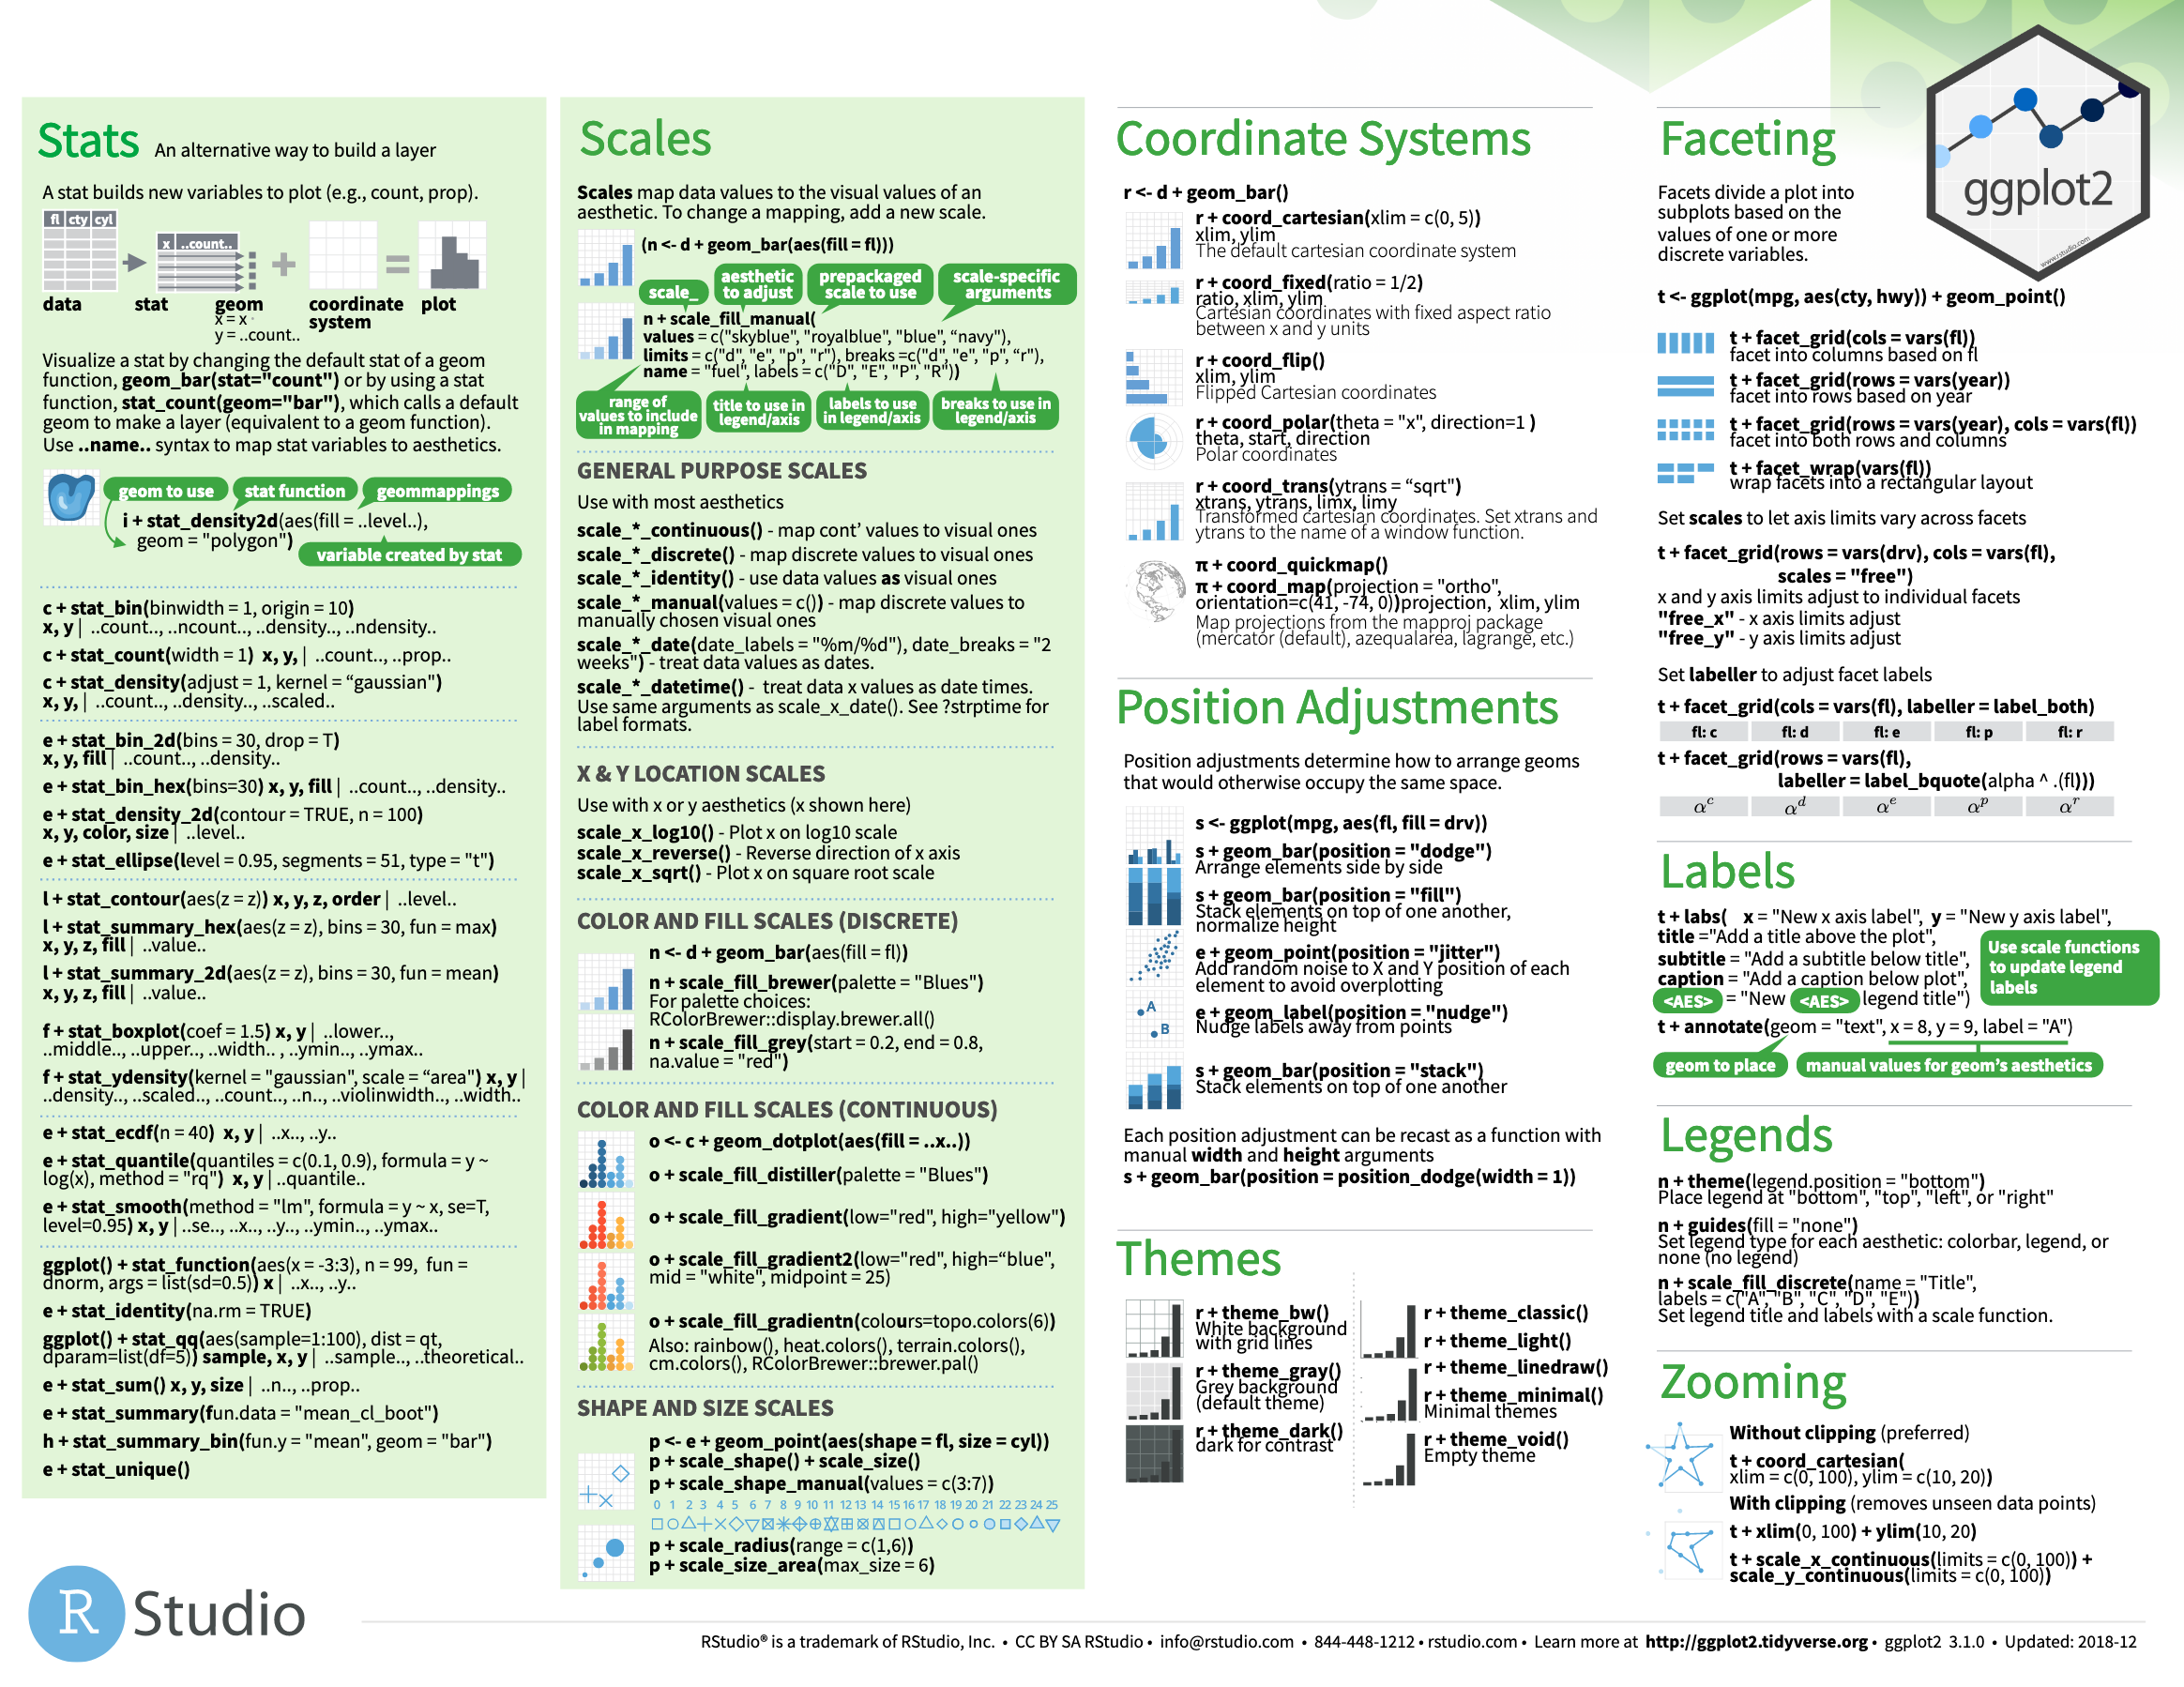 Stats An alternative way to build a layer
A stat builds new variables to plot (e.g., count, prop).
fl cty cyl
x ..count..
data stat geom coordinate plot
x = x · system
y = ..count..
Visualize a stat by changing the default stat of a geom
function, geom_bar(stat="count") or by using a stat
function, stat_count(geom="bar"), which calls a default
geom to make a layer (equivalent to a geom function).
Use ..name.. syntax to map stat variables to aesthetics.
geom to use stat function geommappings
i + stat_density2d(aes(fill = ..level..),
geom = "polygon")
variable created by stat
c + stat_bin(binwidth = 1, origin = 10)
x, y | ..count.., ..ncount.., ..density.., ..ndensity..
c + stat_count(width = 1) x, y, | ..count.., ..prop..
c + stat_density(adjust = 1, kernel = “gaussian")
x, y, | ..count.., ..density.., ..scaled..
e + stat_bin_2d(bins = 30, drop = T)
x, y, fill | ..count.., ..density..
e + stat_bin_hex(bins=30) x, y, fill | ..count.., ..density..
e + stat_density_2d(contour = TRUE, n = 100)
x, y, color, size | ..level..
e + stat_ellipse(level = 0.95, segments = 51, type = "t")
l + stat_contour(aes(z = z)) x, y, z, order | ..level..
l + stat_summary_hex(aes(z = z), bins = 30, fun = max)
x, y, z, fill | ..value..
l + stat_summary_2d(aes(z = z), bins = 30, fun = mean)
x, y, z, fill | ..value..
f + stat_boxplot(coef = 1.5) x, y | ..lower..,
..middle.., ..upper.., ..width.. , ..ymin.., ..ymax..
f + stat_ydensity(kernel = "gaussian", scale = “area") x, y |
..density.., ..scaled.., ..count.., ..n.., ..violinwidth.., ..width..
e + stat_ecdf(n = 40) x, y | ..x.., ..y..
e + stat_quantile(quantiles = c(0.1, 0.9), formula = y ~
log(x), method = "rq") x, y | ..quantile..
e + stat_smooth(method = "lm", formula = y ~ x, se=T,
level=0.95) x, y | ..se.., ..x.., ..y.., ..ymin.., ..ymax..
ggplot() + stat_function(aes(x = -3:3), n = 99, fun =
dnorm, args = list(sd=0.5)) x | ..x.., ..y..
e + stat_identity(na.rm = TRUE)
ggplot() + stat_qq(aes(sample=1:100), dist = qt,
dparam=list(df=5)) sample, x, y | ..sample.., ..theoretical..
e + stat_sum() x, y, size | ..n.., ..prop..
e + stat_summary(fun.data = "mean_cl_boot")
h + stat_summary_bin(fun.y = "mean", geom = "bar")
e + stat_unique()
Scales
Scales map data values to the visual values of an
aesthetic. To change a mapping, add a new scale.
(n <- d + geom_bar(aes(fill = fl)))
scale_ aesthetic to adjust prepackaged scale to use scale-specific arguments
n + scale_fill_manual(
values = c("skyblue", "royalblue", "blue", “navy"),
limits = c("d", "e", "p", "r"), breaks =c("d", "e", "p", “r"),
name = "fuel", labels = c("D", "E", "P", "R"))
range of values to include in mapping title to use in legend/axis labels to use in legend/axis breaks to use in legend/axis
GENERAL PURPOSE SCALES
Use with most aesthetics
scale_*_continuous() - map cont’ values to visual ones
scale_*_discrete() - map discrete values to visual ones
scale_*_identity() - use data values as visual ones
scale_*_manual(values = c()) - map discrete values to
manually chosen visual ones
scale_*_date(date_labels = "%m/%d"), date_breaks = "2
weeks") - treat data values as dates.
scale_*_datetime() - treat data x values as date times.
Use same arguments as scale_x_date(). See ?strptime for
label formats.
X & Y LOCATION SCALES
Use with x or y aesthetics (x shown here)
scale_x_log10() - Plot x on log10 scale
scale_x_reverse() - Reverse direction of x axis
scale_x_sqrt() - Plot x on square root scale
COLOR AND FILL SCALES (DISCRETE)
n <- d + geom_bar(aes(fill = fl))
n + scale_fill_brewer(palette = "Blues")
For palette choices:
RColorBrewer::display.brewer.all()
n + scale_fill_grey(start = 0.2, end = 0.8,
na.value = "red")
COLOR AND FILL SCALES (CONTINUOUS)
o <- c + geom_dotplot(aes(fill = ..x..))
o + scale_fill_distiller(palette = "Blues")
o + scale_fill_gradient(low="red", high="yellow")
o + scale_fill_gradient2(low="red", high=“blue",
mid = "white", midpoint = 25)
o + scale_fill_gradientn(colours=topo.colors(6))
Also: rainbow(), heat.colors(), terrain.colors(),
cm.colors(), RColorBrewer::brewer.pal()
SHAPE AND SIZE SCALES
p <- e + geom_point(aes(shape = fl, size = cyl))
p + scale_shape() + scale_size()
p + scale_shape_manual(values = c(3:7))
0 1 2 3 4 5 6 7 8 9 10 11 12 13 14 15 16 17 18 19 20 21 22 23 24 25
p + scale_radius(range = c(1,6))
p + scale_size_area(max_size = 6)
Coordinate Systems
r <- d + geom_bar()
r + coord_cartesian(xlim = c(0, 5))
xlim, ylim
The default cartesian coordinate system
r + coord_fixed(ratio = 1/2)
ratio, xlim, ylim
Cartesian coordinates with fixed aspect ratio
between x and y units
r + coord_flip()
xlim, ylim
Flipped Cartesian coordinates
r + coord_polar(theta = "x", direction=1 )
theta, start, direction
Polar coordinates
r + coord_trans(ytrans = “sqrt")
xtrans, ytrans, limx, limy
Transformed cartesian coordinates. Set xtrans and
ytrans to the name of a window function.
π + coord_quickmap()
π + coord_map(projection = "ortho",
orientation=c(41, -74, 0))projection, xlim, ylim
Map projections from the mapproj package
(mercator (default), azequalarea, lagrange, etc.)
Position Adjustments
Position adjustments determine how to arrange geoms
that would otherwise occupy the same space.
s <- ggplot(mpg, aes(fl, fill = drv))
s + geom_bar(position = "dodge")
Arrange elements side by side
s + geom_bar(position = "fill")
Stack elements on top of one another,
normalize height
e + geom_point(position = "jitter")
Add random noise to X and Y position of each
element to avoid overplotting
A
B
e + geom_label(position = "nudge")
Nudge labels away from points
s + geom_bar(position = "stack")
Stack elements on top of one another
Each position adjustment can be recast as a function with
manual width and height arguments
s + geom_bar(position = position_dodge(width = 1))
Themes
r + theme_bw()
White background
with grid lines
r + theme_gray()
Grey background
(default theme)
r + theme_dark()
dark for contrast
r + theme_classic()
r + theme_light()
r + theme_linedraw()
r + theme_minimal()
Minimal themes
r + theme_void()
Empty theme
Faceting
ggplot2
www.rstudio.com
Facets divide a plot into
subplots based on the
values of one or more
discrete variables.
t <- ggplot(mpg, aes(cty, hwy)) + geom_point()
t + facet_grid(cols = vars(fl))
facet into columns based on fl
t + facet_grid(rows = vars(year))
facet into rows based on year
t + facet_grid(rows = vars(year), cols = vars(fl))
facet into both rows and columns
t + facet_wrap(vars(fl))
wrap facets into a rectangular layout
Set scales to let axis limits vary across facets
t + facet_grid(rows = vars(drv), cols = vars(fl),
scales = "free")
x and y axis limits adjust to individual facets
"free_x" - x axis limits adjust
"free_y" - y axis limits adjust
Set labeller to adjust facet labels
t + facet_grid(cols = vars(fl), labeller = label_both)
fl: c fl: d fl: e fl: p fl: r
t + facet_grid(rows = vars(fl),
labeller = label_bquote(alpha ^ .(fl)))
α^c α^d α^e α^p α^r
Labels
t + labs( x = "New x axis label", y = "New y axis label",
title ="Add a title above the plot",
subtitle = "Add a subtitle below title",
caption = "Add a caption below plot",
<AES> = "New <AES> legend title")
Use scale functions
to update legend
labels
t + annotate(geom = "text", x = 8, y = 9, label = "A")
geom to place manual values for geom’s aesthetics
Legends
n + theme(legend.position = "bottom")
Place legend at "bottom", "top", "left", or "right"
n + guides(fill = "none")
Set legend type for each aesthetic: colorbar, legend, or
none (no legend)
n + scale_fill_discrete(name = "Title",
labels = c("A", "B", "C", "D", "E"))
Set legend title and labels with a scale function.
Zooming
Without clipping (preferred)
t + coord_cartesian(
xlim = c(0, 100), ylim = c(10, 20))
With clipping (removes unseen data points)
t + xlim(0, 100) + ylim(10, 20)
t + scale_x_continuous(limits = c(0, 100)) +
scale_y_continuous(limits = c(0, 100))
R Studio
RStudio® is a trademark of RStudio, Inc. • CC BY SA RStudio • info@rstudio.com • 844-448-1212 • rstudio.com • Learn more at http://ggplot2.tidyverse.org • ggplot2 3.1.0 • Updated: 2018-12